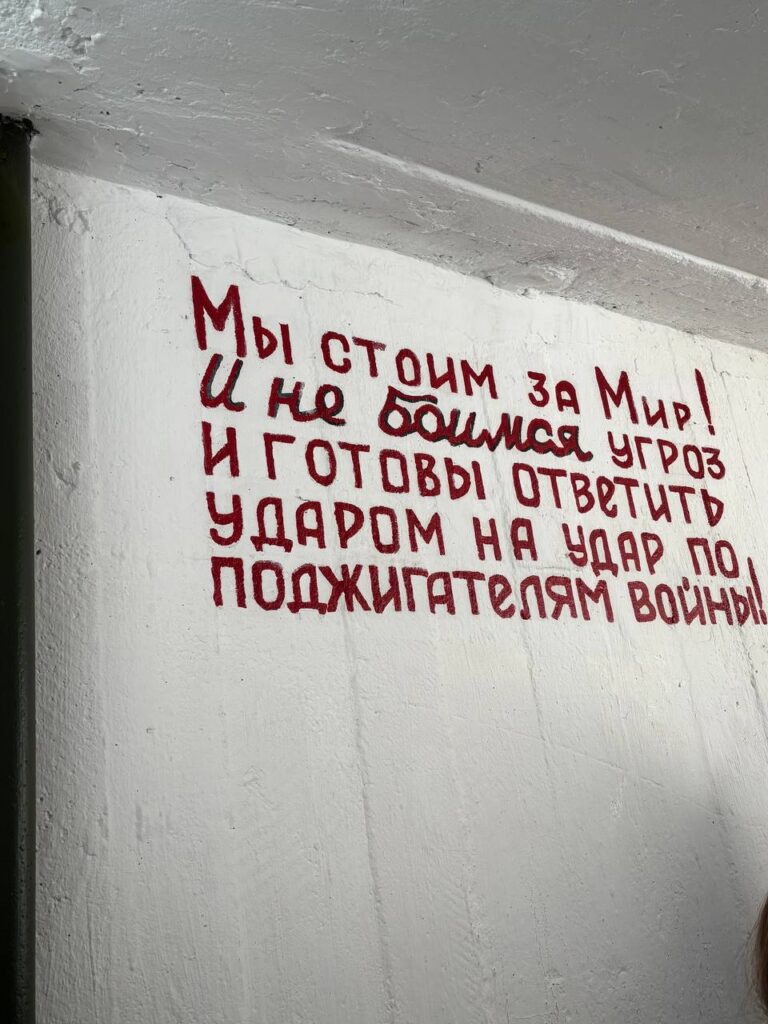 Мы стоим за Мир!
И не боимся угроз
И готовы ответить
ударом на удар по
поджигателям войны!